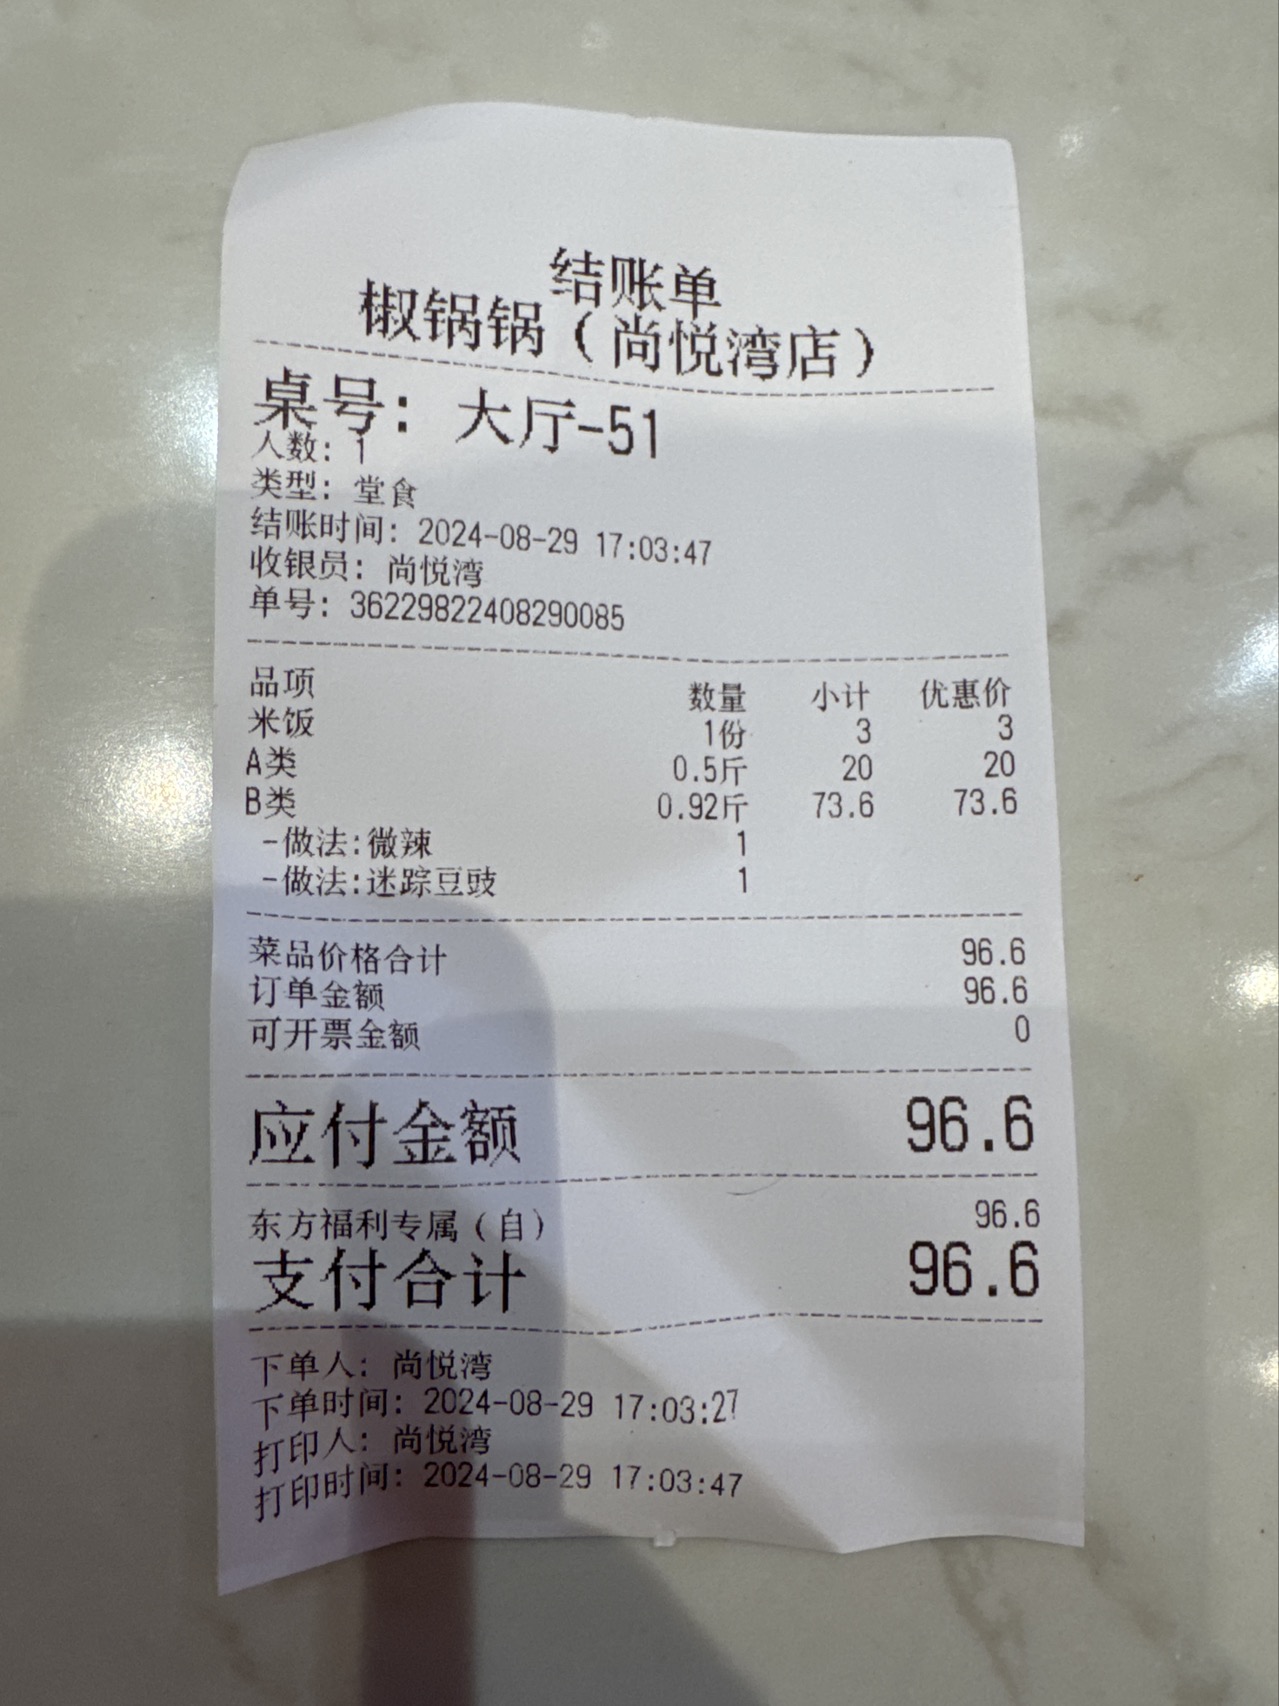 结账单
椒锅锅（尚悦湾店）
桌号： 大厅-51
人数：1
类型：堂食
结账时间：2024-08-29 17:03:47
收银员：尚悦湾
单号：36229822408290085
品项 数量 小计 优惠价
米饭 1份 3 3
A类 0.5斤 20 20
B类 0.92斤 73.6 73.6
-做法:微辣 1
-做法:迷踪豆豉 1
菜品价格合计 96.6
订单金额 96.6
可开票金额 0
应付金额 96.6
东方福利专属（自） 96.6
支付合计 96.6
下单人：尚悦湾
下单时间：2024-08-29 17:03:27
打印人：尚悦湾
打印时间：2024-08-29 17:03:47